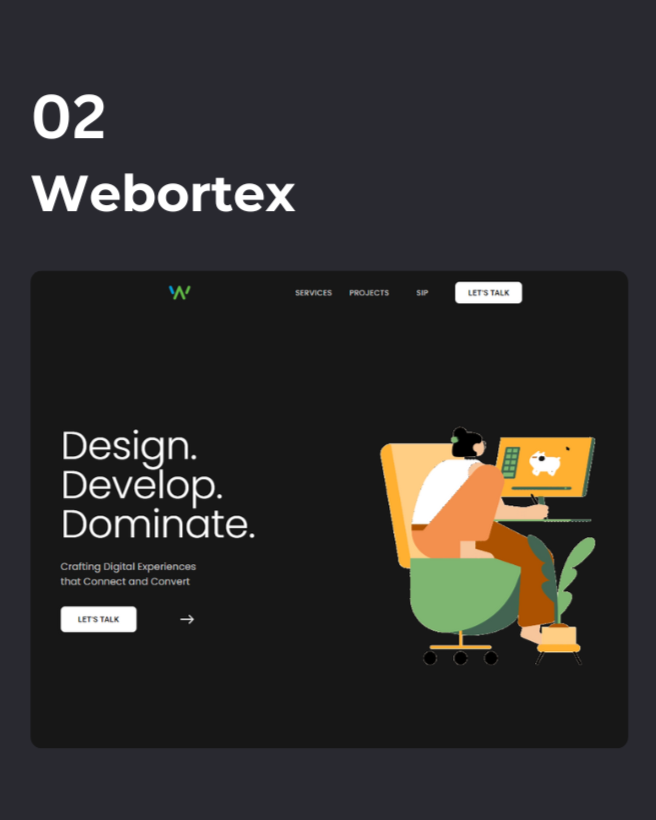 02
Webortex
SERVICES PROJECTS SIP LET'S TALK
Design.
Develop.
Dominate.
Crafting Digital Experiences
that Connect and Convert
LET'S TALK →